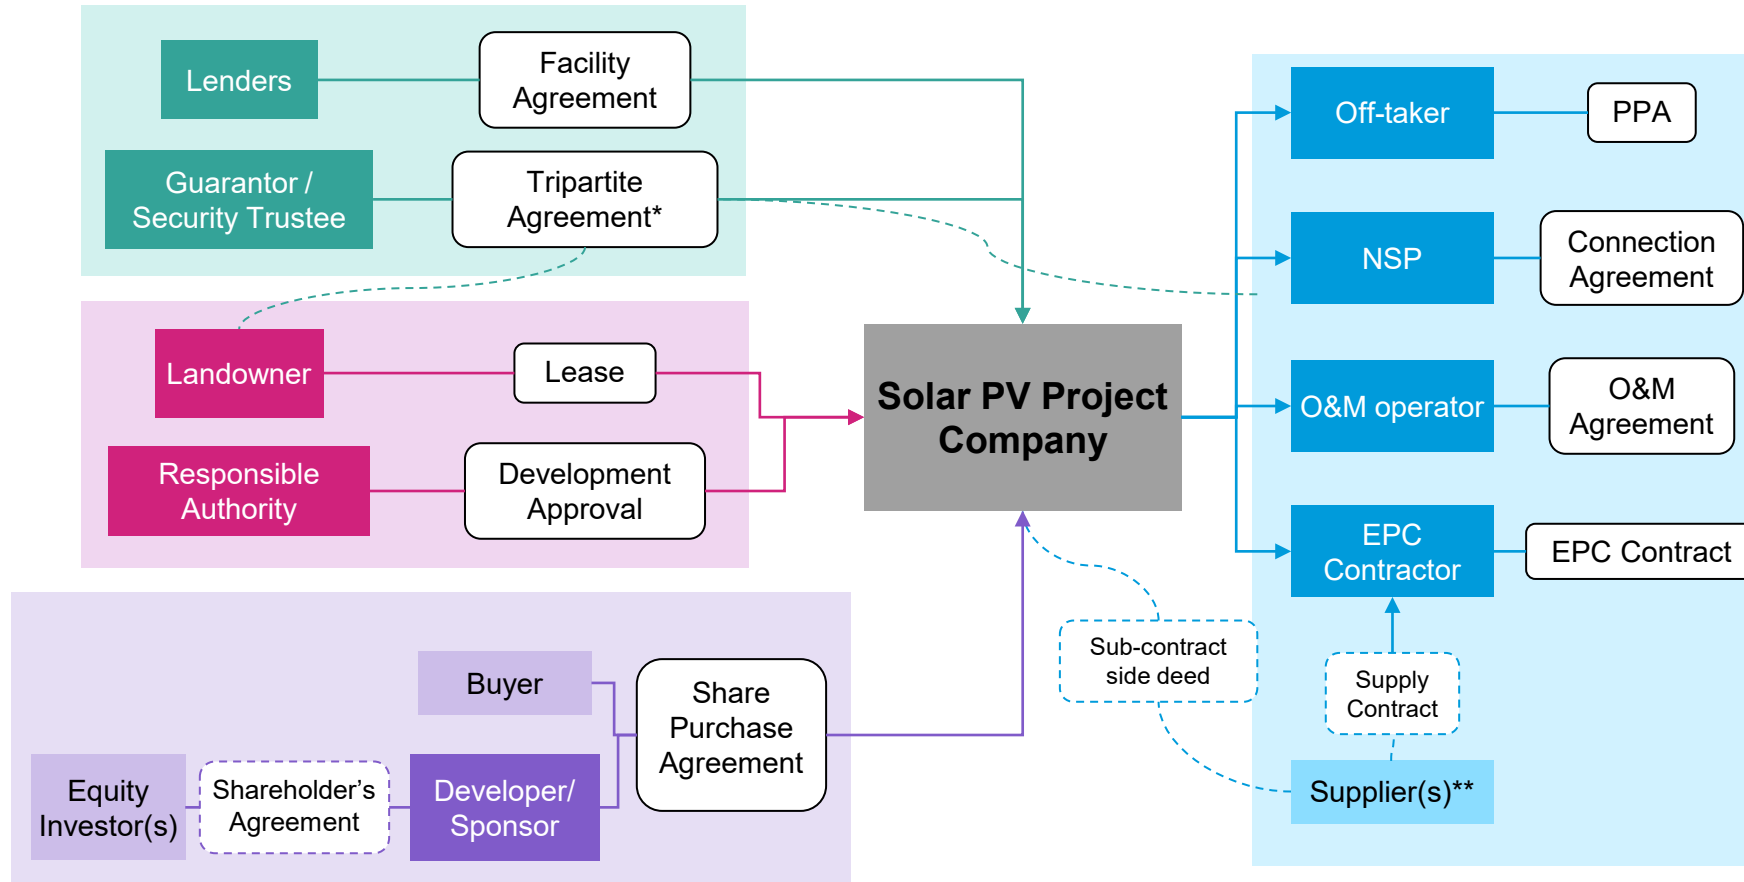 Lenders
Facility
Agreement
Guarantor /
Security Trustee
Tripartite
Agreement*
Landowner
Lease
Responsible
Authority
Development
Approval
Buyer
Share
Purchase
Agreement
Equity
Investor(s)
Shareholder’s
Agreement
Developer/
Sponsor
Solar PV Project
Company
Off-taker
PPA
NSP
Connection
Agreement
O&M operator
O&M
Agreement
EPC
Contractor
EPC Contract
Sub-contract
side deed
Supply
Contract
Supplier(s)**